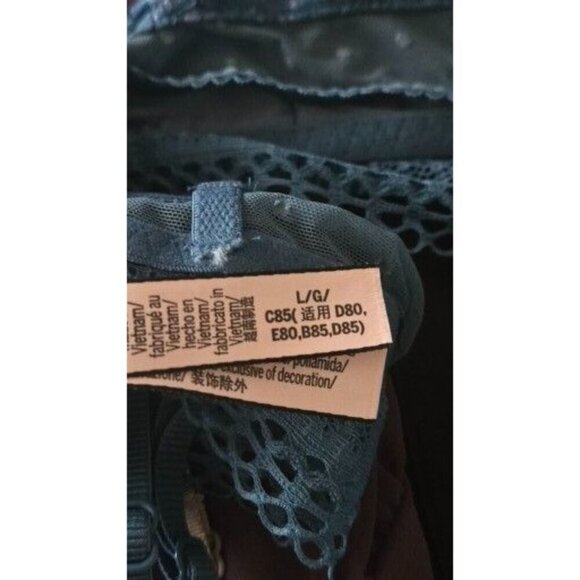 Vietnam/
fabriqué au
Vietnam/
hecho en
Vietnam/
fabbricato in
Vietnam/
越南制造
L/G/
C85( 适用 D80,
E80,B85,D85)
poliamida/
exclusive of decoration/
装饰除外